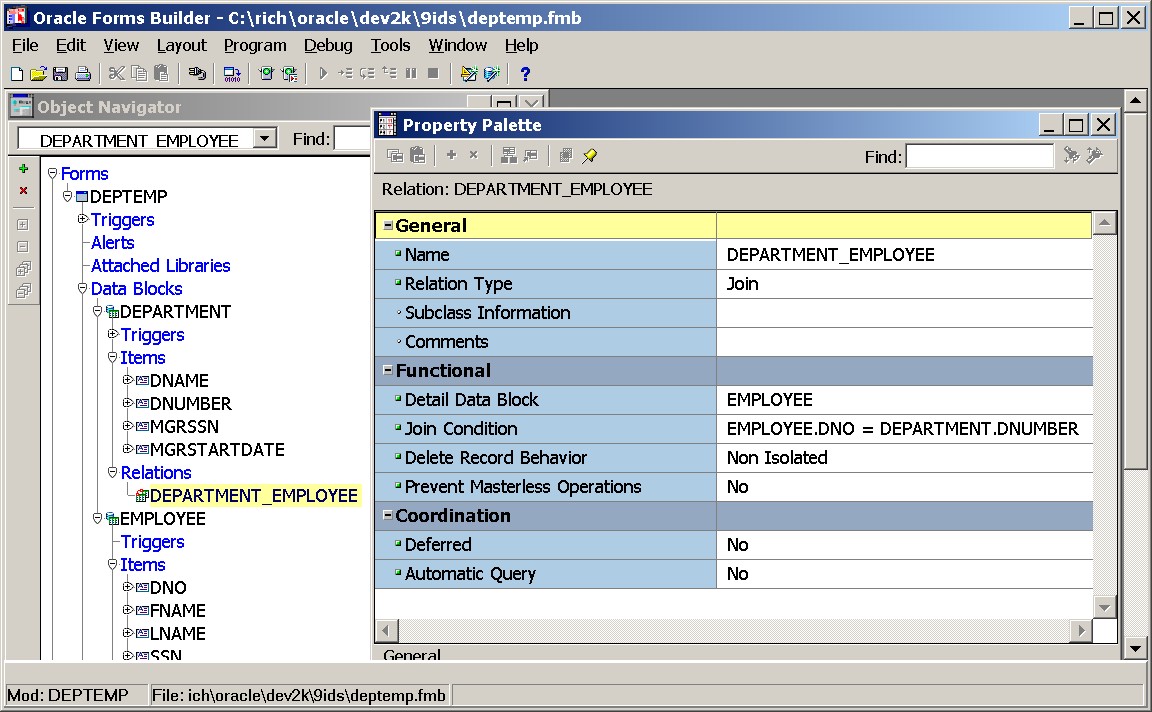 Oracle Forms Builder - C:\rich\oracle\dev2k\9ids\deptemp.fmb
File Edit View Layout Program Debug Tools Window Help
Object Navigator
DEPARTMENT_EMPLOYEE Find:
Forms
DEPTEMP
Triggers
Alerts
Attached Libraries
Data Blocks
DEPARTMENT
Triggers
Items
DNAME
DNUMBER
MGRSSN
MGRSTARTDATE
Relations
DEPARTMENT_EMPLOYEE
EMPLOYEE
Triggers
Items
DNO
FNAME
LNAME
SSN
Property Palette
Find:
Relation: DEPARTMENT_EMPLOYEE
General
Name DEPARTMENT_EMPLOYEE
Relation Type Join
Subclass Information
Comments
Functional
Detail Data Block EMPLOYEE
Join Condition EMPLOYEE.DNO = DEPARTMENT.DNUMBER
Delete Record Behavior Non Isolated
Prevent Masterless Operations No
Coordination
Deferred No
Automatic Query No
General
Mod: DEPTEMP File: ich\oracle\dev2k\9ids\deptemp.fmb